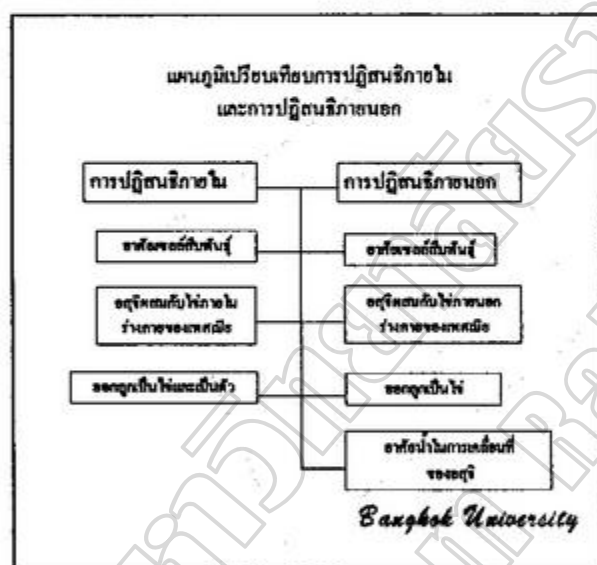 แผนภูมิเปรียบเทียบการปฏิสนธิภายใน
และการปฏิสนธิภายนอก
การปฏิสนธิภายใน
การปฏิสนธิภายนอก
อาศัยเซลล์สืบพันธุ์
อาศัยเซลล์สืบพันธุ์
อสุจิผสมกับไข่ภายใน
ร่างกายของเพศเมีย
อสุจิผสมกับไข่ภายนอก
ร่างกายของเพศเมีย
ออกลูกเป็นไข่และเป็นตัว
ออกลูกเป็นไข่
อาศัยน้ำในการเคลื่อนที่
ของอสุจิ
Bangkok University